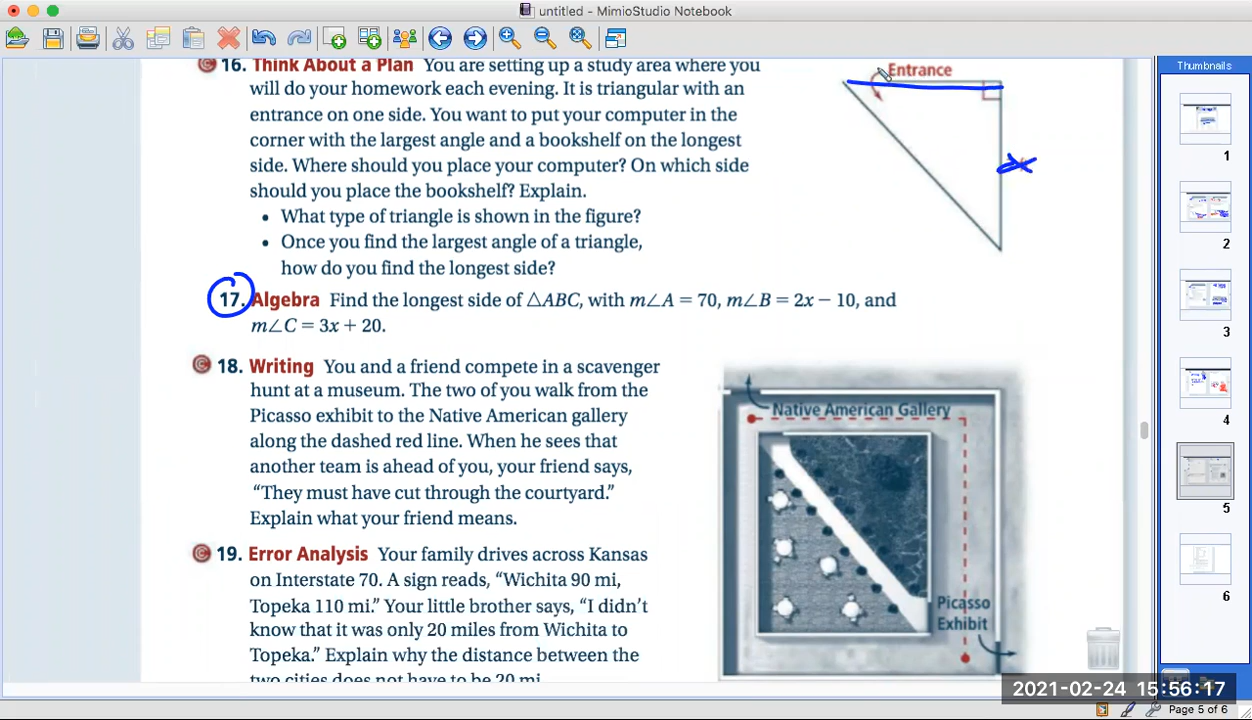 untitled - MimioStudio Notebook
Thumbnails
16. Think About a Plan You are setting up a study area where you
will do your homework each evening. It is triangular with an
entrance on one side. You want to put your computer in the
corner with the largest angle and a bookshelf on the longest
side. Where should you place your computer? On which side
should you place the bookshelf? Explain.
• What type of triangle is shown in the figure?
• Once you find the largest angle of a triangle,
how do you find the longest side?
Entrance
17. Algebra Find the longest side of △ABC, with m∠A = 70, m∠B = 2x − 10, and
m∠C = 3x + 20.
18. Writing You and a friend compete in a scavenger
hunt at a museum. The two of you walk from the
Picasso exhibit to the Native American gallery
along the dashed red line. When he sees that
another team is ahead of you, your friend says,
“They must have cut through the courtyard.”
Explain what your friend means.
Native American Gallery
Picasso
Exhibit
19. Error Analysis Your family drives across Kansas
on Interstate 70. A sign reads, “Wichita 90 mi,
Topeka 110 mi.” Your little brother says, “I didn’t
know that it was only 20 miles from Wichita to
Topeka.” Explain why the distance between the
two cities does not have to be 20 mi.
1
2
3
4
5
6
2021-02-24 15:56:17
Page 5 of 6